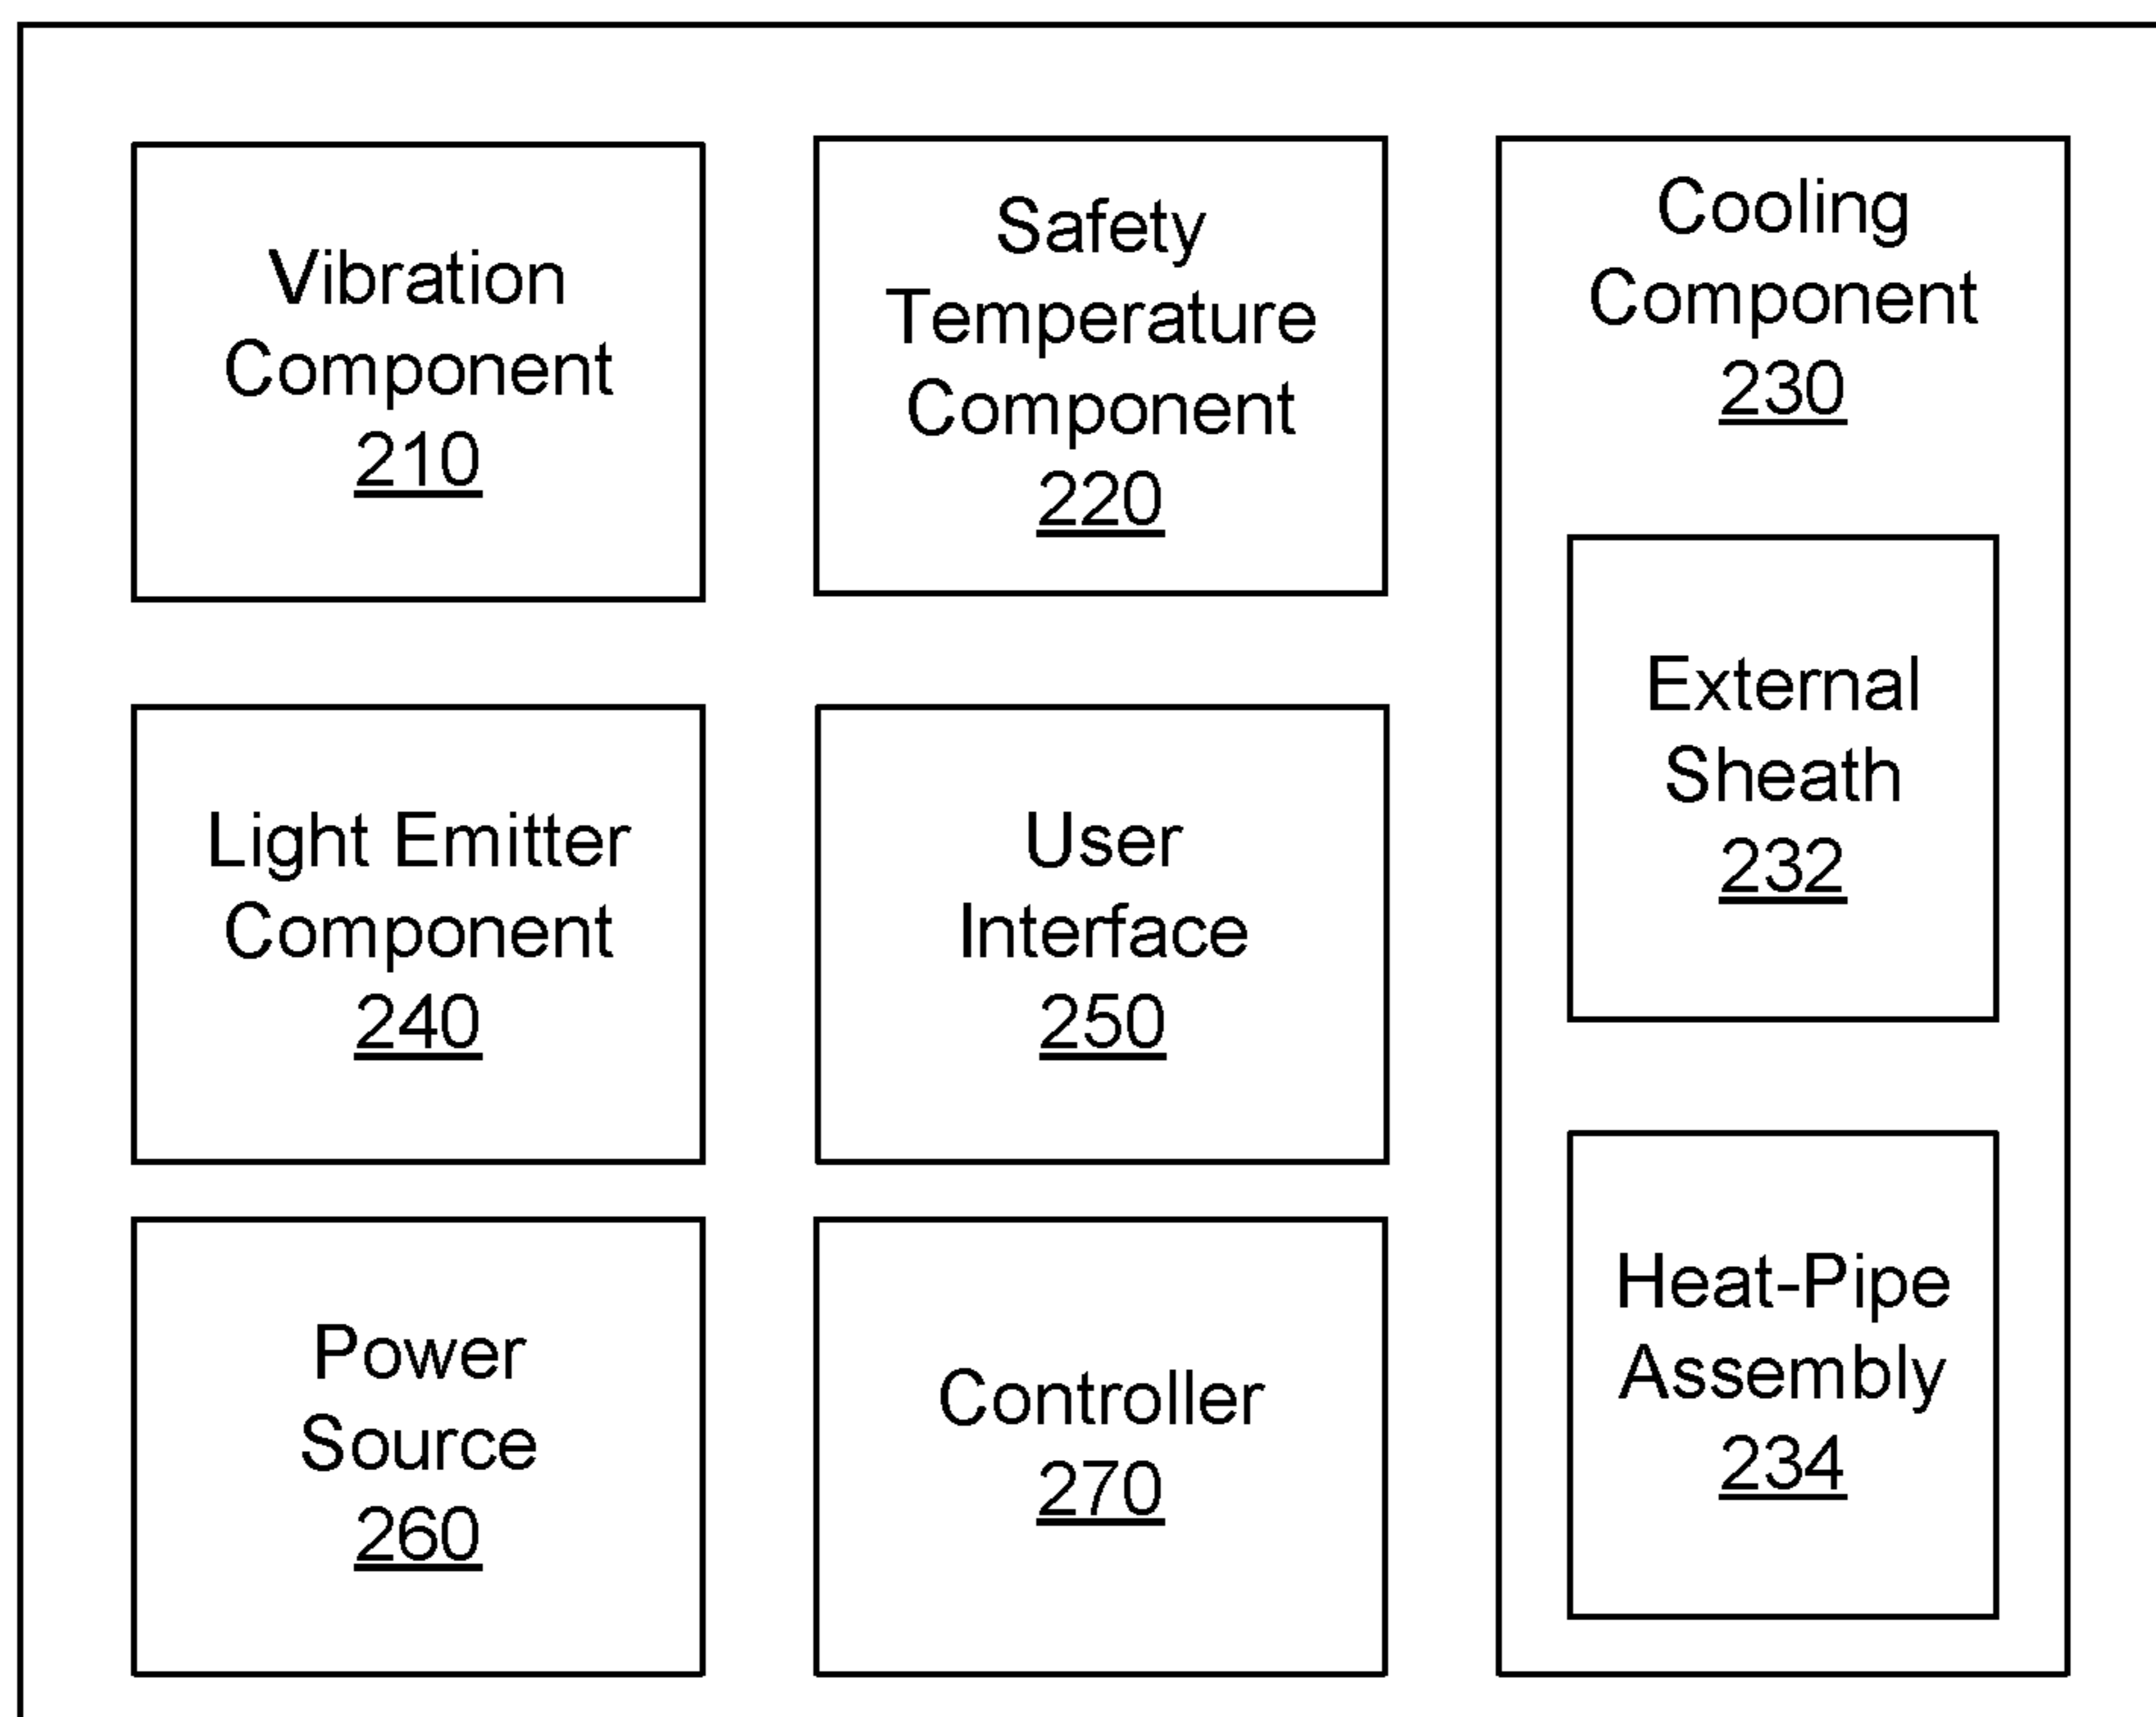 Vibration
Component
210
Safety
Temperature
Component
220
Cooling
Component
230
External
Sheath
232
Heat-Pipe
Assembly
234
Light Emitter
Component
240
User
Interface
250
Power
Source
260
Controller
270